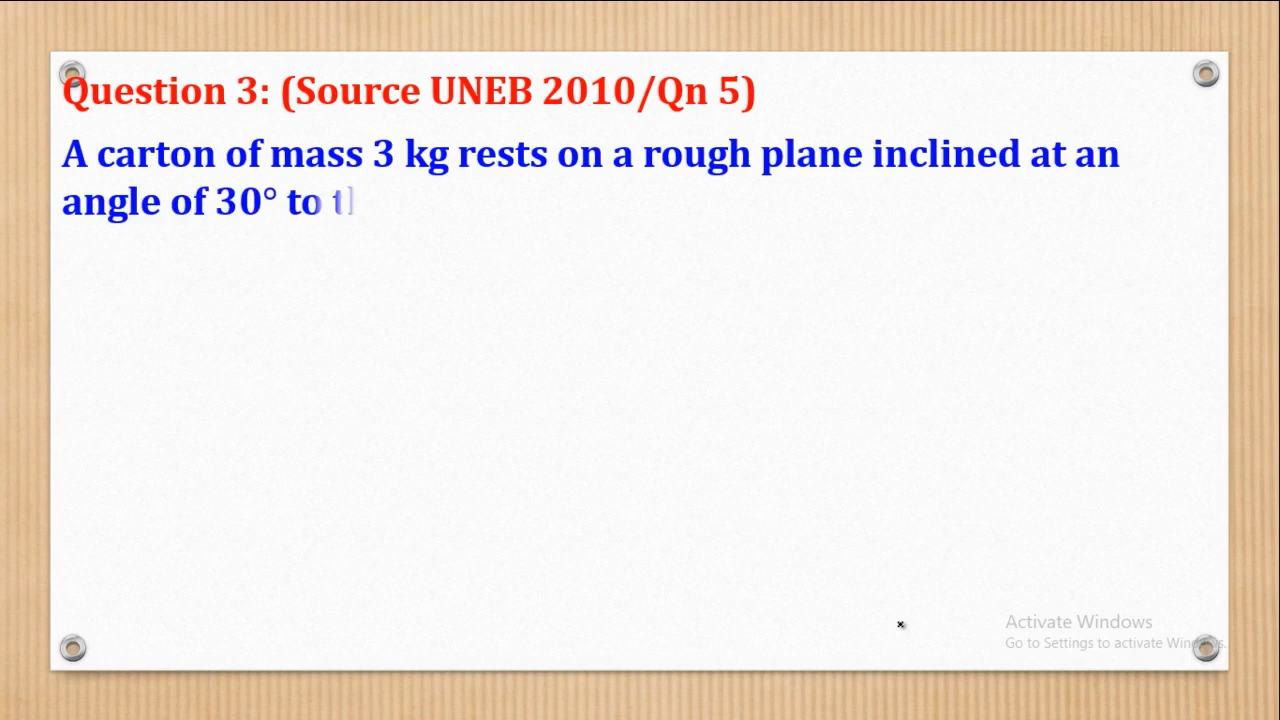 Question 3: (Source UNEB 2010/Qn 5)
A carton of mass 3 kg rests on a rough plane inclined at an
angle of 30° to
Activate Windows
Go to Settings to activate Windows.